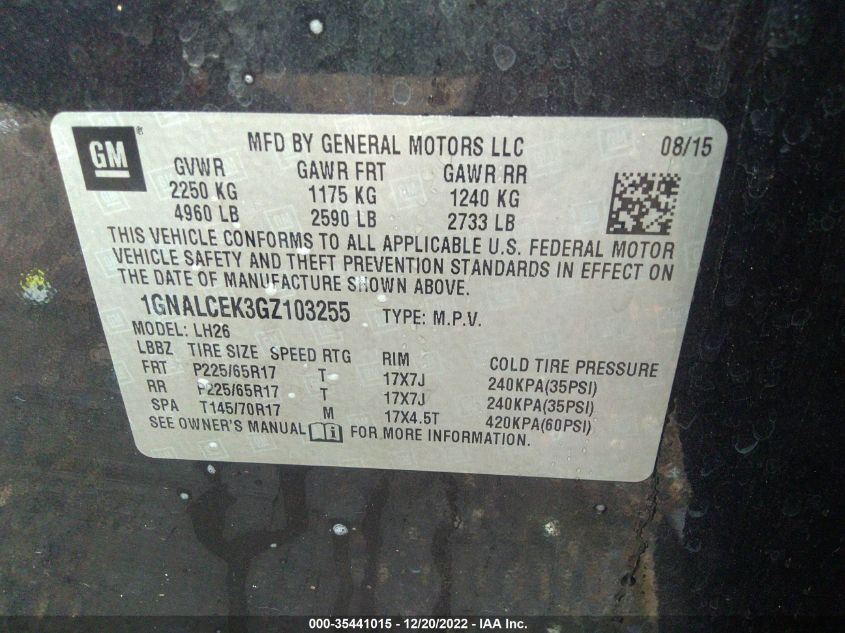 GM ® MFD BY GENERAL MOTORS LLC 08/15
GVWR GAWR FRT GAWR RR
2250 KG 1175 KG 1240 KG
4960 LB 2590 LB 2733 LB
THIS VEHICLE CONFORMS TO ALL APPLICABLE U.S. FEDERAL MOTOR
VEHICLE SAFETY AND THEFT PREVENTION STANDARDS IN EFFECT ON
THE DATE OF MANUFACTURE SHOWN ABOVE.
1GNALCEK3GZ103255 TYPE: M.P.V.
MODEL: LH26
LBBZ TIRE SIZE SPEED RTG RIM COLD TIRE PRESSURE
FRT P225/65R17 T 17X7J 240KPA(35PSI)
RR P225/65R17 T 17X7J 240KPA(35PSI)
SPA T145/70R17 M 17X4.5T 420KPA(60PSI)
SEE OWNER'S MANUAL FOR MORE INFORMATION.
000-35441015 - 12/20/2022 - IAA Inc.